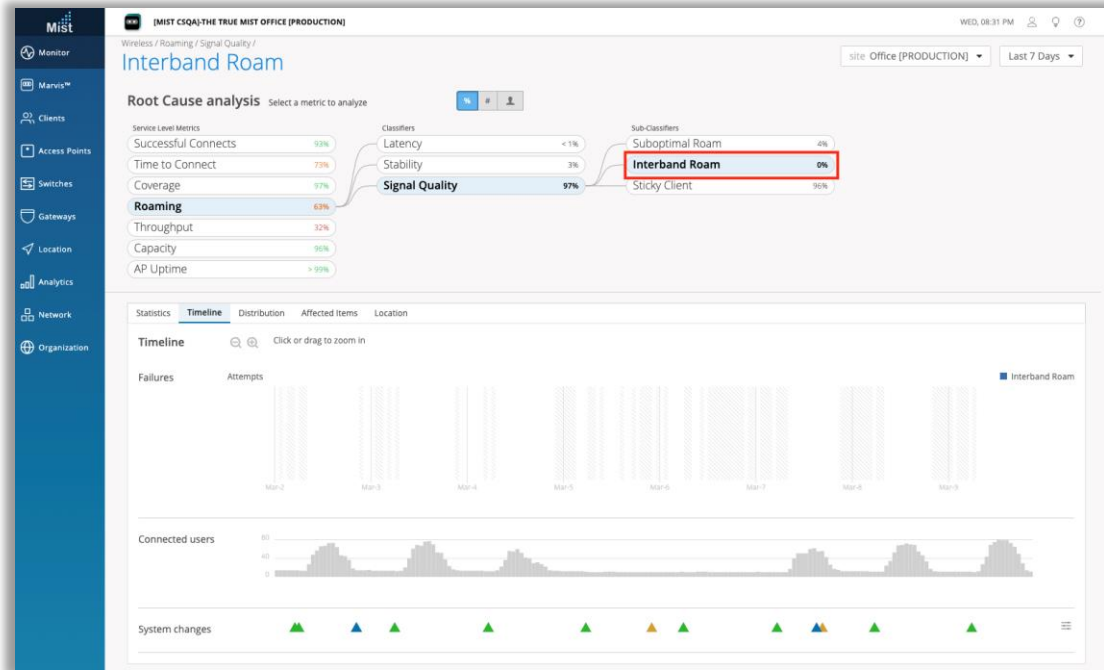 Mist
[MIST CSQA]-THE TRUE MIST OFFICE [PRODUCTION]
WED, 08:31 PM
Monitor
Marvis™
Clients
Access Points
Switches
Gateways
Location
Analytics
Network
Organization
Wireless / Roaming / Signal Quality /
Interband Roam
site Office [PRODUCTION]
Last 7 Days
Root Cause analysis Select a metric to analyze
% #
Service Level Metrics
Successful Connects 93%
Time to Connect 73%
Coverage 97%
Roaming 63%
Throughput 32%
Capacity 96%
AP Uptime > 99%
Classifiers
Latency < 1%
Stability 3%
Signal Quality 97%
Sub-Classifiers
Suboptimal Roam 4%
Interband Roam 0%
Sticky Client 96%
Statistics Timeline Distribution Affected Items Location
Timeline Click or drag to zoom in
Failures Attempts Interband Roam
Mar-2 Mar-3 Mar-4 Mar-5 Mar-6 Mar-7 Mar-8 Mar-9
Connected users
80
40
0
System changes